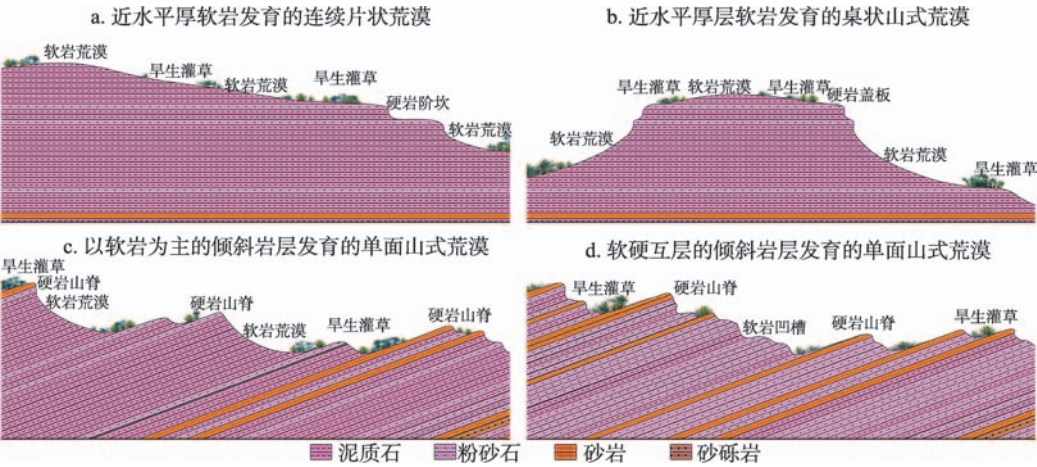 a. 近水平厚软岩发育的连续片状荒漠
软岩荒漠
旱生灌草
软岩荒漠
旱生灌草
硬岩阶坎
软岩荒漠
b. 近水平厚层软岩发育的桌状山式荒漠
旱生灌草
软岩荒漠
旱生灌草
硬岩盖板
软岩荒漠
软岩荒漠
旱生灌草
c. 以软岩为主的倾斜岩层发育的单面山式荒漠
旱生灌草
硬岩山脊
软岩荒漠
硬岩山脊
软岩荒漠
旱生灌草
硬岩山脊
d. 软硬互层的倾斜岩层发育的单面山式荒漠
旱生灌草
硬岩山脊
软岩凹槽
硬岩山脊
旱生灌草
泥质石 粉砂石 砂岩 砂砾岩